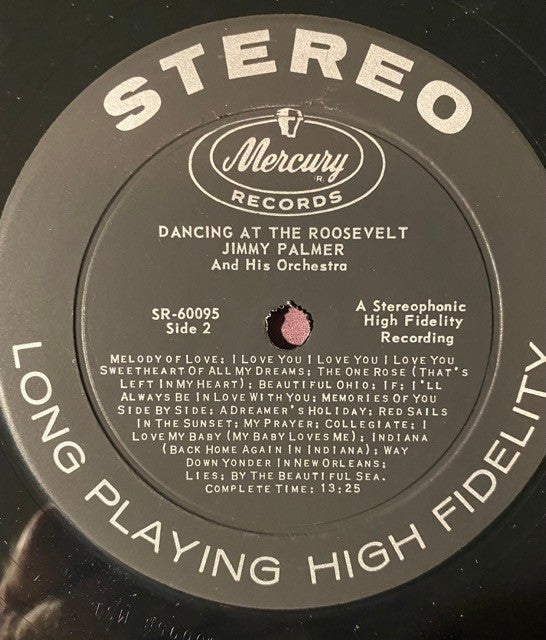 STEREO
Mercury
R.
RECORDS
DANCING AT THE ROOSEVELT
JIMMY PALMER
And His Orchestra
SR-60095
Side 2
A Stereophonic
High Fidelity
Recording
MELODY OF LOVE; I LOVE YOU I LOVE YOU I LOVE YOU
SWEETHEART OF ALL MY DREAMS; THE ONE ROSE (THAT'S
LEFT IN MY HEART); BEAUTIFUL OHIO; IF; I'LL
ALWAYS BE IN LOVE WITH YOU; MEMORIES OF YOU
SIDE BY SIDE; A DREAMER'S HOLIDAY; RED SAILS
IN THE SUNSET; MY PRAYER; COLLEGIATE; I
LOVE MY BABY (MY BABY LOVES ME); INDIANA
(BACK HOME AGAIN IN INDIANA); WAY
DOWN YONDER IN NEW ORLEANS;
LIES; BY THE BEAUTIFUL SEA.
COMPLETE TIME: 13:25
LONG PLAYING HIGH FIDELITY